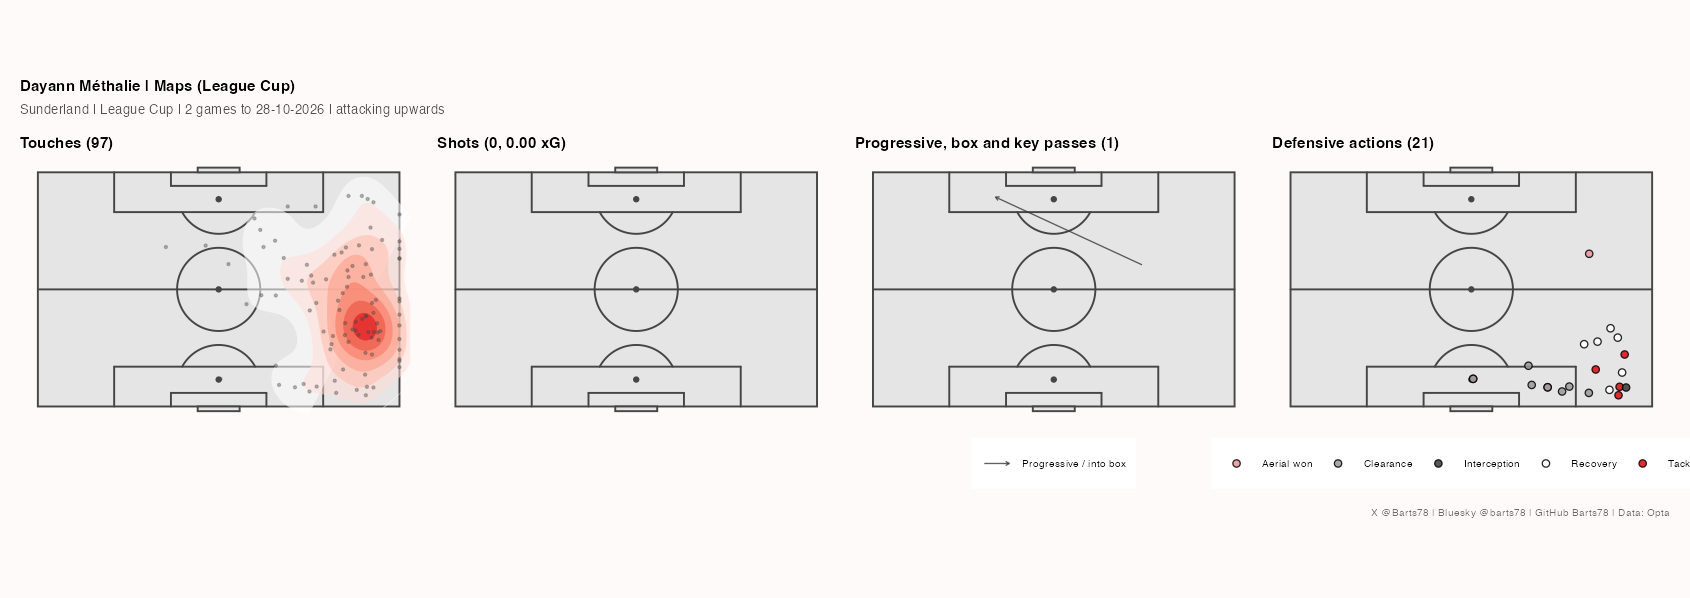 Dayann Méthalie | Maps (League Cup)
Sunderland | League Cup | 2 games to 28-10-2026 | attacking upwards
Touches (97)
Shots (0, 0.00 xG)
Progressive, box and key passes (1)
Defensive actions (21)
Progressive / into box
Aerial won
Clearance
Interception
Recovery
Tack
X @Barts78 | Bluesky @barts78 | GitHub Barts78 | Data: Opta